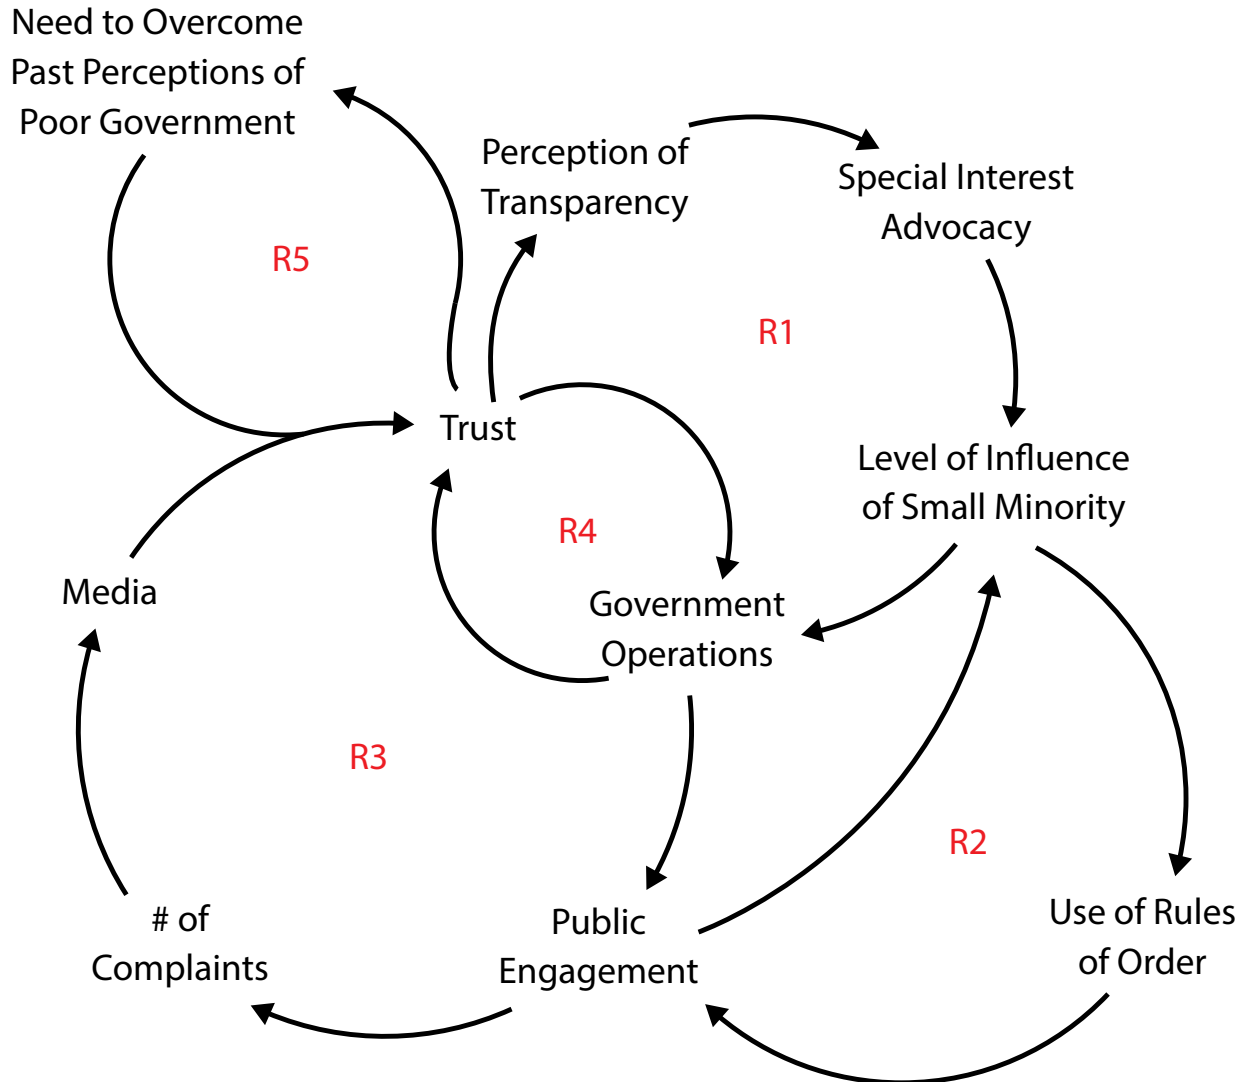 Need to Overcome
Past Perceptions of
Poor Government
Perception of
Transparency
Special Interest
Advocacy
R5
R1
Trust
Level of Influence
of Small Minority
R4
Media
Government
Operations
R3
R2
# of
Complaints
Public
Engagement
Use of Rules
of Order